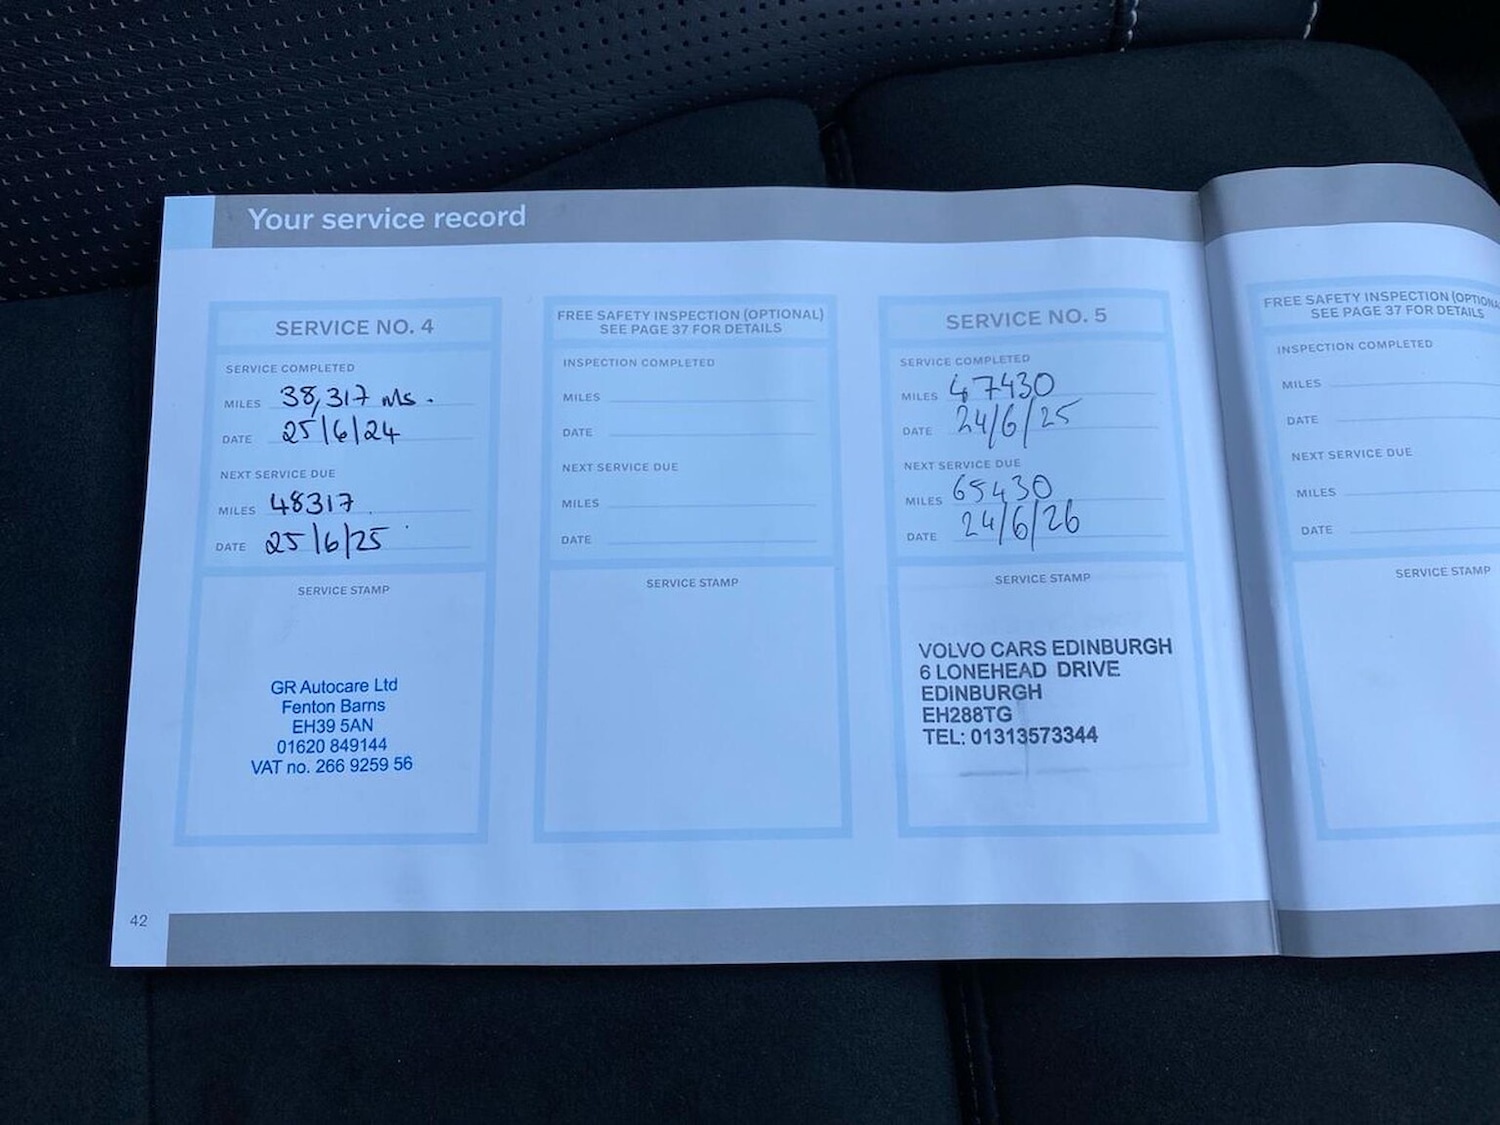 Your service record
SERVICE NO. 4
SERVICE COMPLETED
MILES 38,317 Ms.
DATE 25/6/24
NEXT SERVICE DUE
MILES 48317
DATE 25/6/25
SERVICE STAMP
GR Autocare Ltd
Fenton Barns
EH39 5AN
01620 849144
VAT no. 266 9259 56
FREE SAFETY INSPECTION (OPTIONAL)
SEE PAGE 37 FOR DETAILS
INSPECTION COMPLETED
MILES
DATE
NEXT SERVICE DUE
MILES
DATE
SERVICE STAMP
SERVICE NO. 5
SERVICE COMPLETED
MILES 47430
DATE 24/6/25
NEXT SERVICE DUE
MILES 65430
DATE 24/6/26
SERVICE STAMP
VOLVO CARS EDINBURGH
6 LONEHEAD DRIVE
EDINBURGH
EH288TG
TEL: 01313573344
FREE SAFETY INSPECTION (OPTIONA
SEE PAGE 37 FOR DETAILS
INSPECTION COMPLETED
MILES
DATE
NEXT SERVICE DUE
MILES
DATE
SERVICE STAMP
42